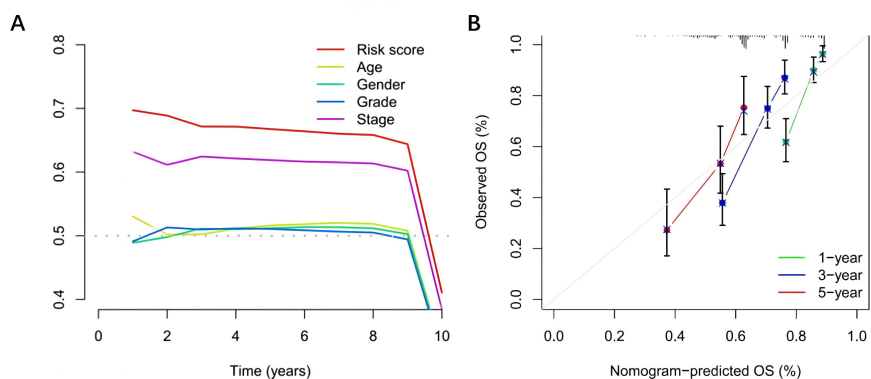 A
0.8
0.7
0.6
0.5
0.4
Risk score
Age
Gender
Grade
Stage
0 2 4 6 8 10
Time (years)
B
Observed OS (%)
1.0
0.8
0.6
0.4
0.2
0.0
1−year
3−year
5−year
0.0 0.2 0.4 0.6 0.8 1.0
Nomogram−predicted OS (%)